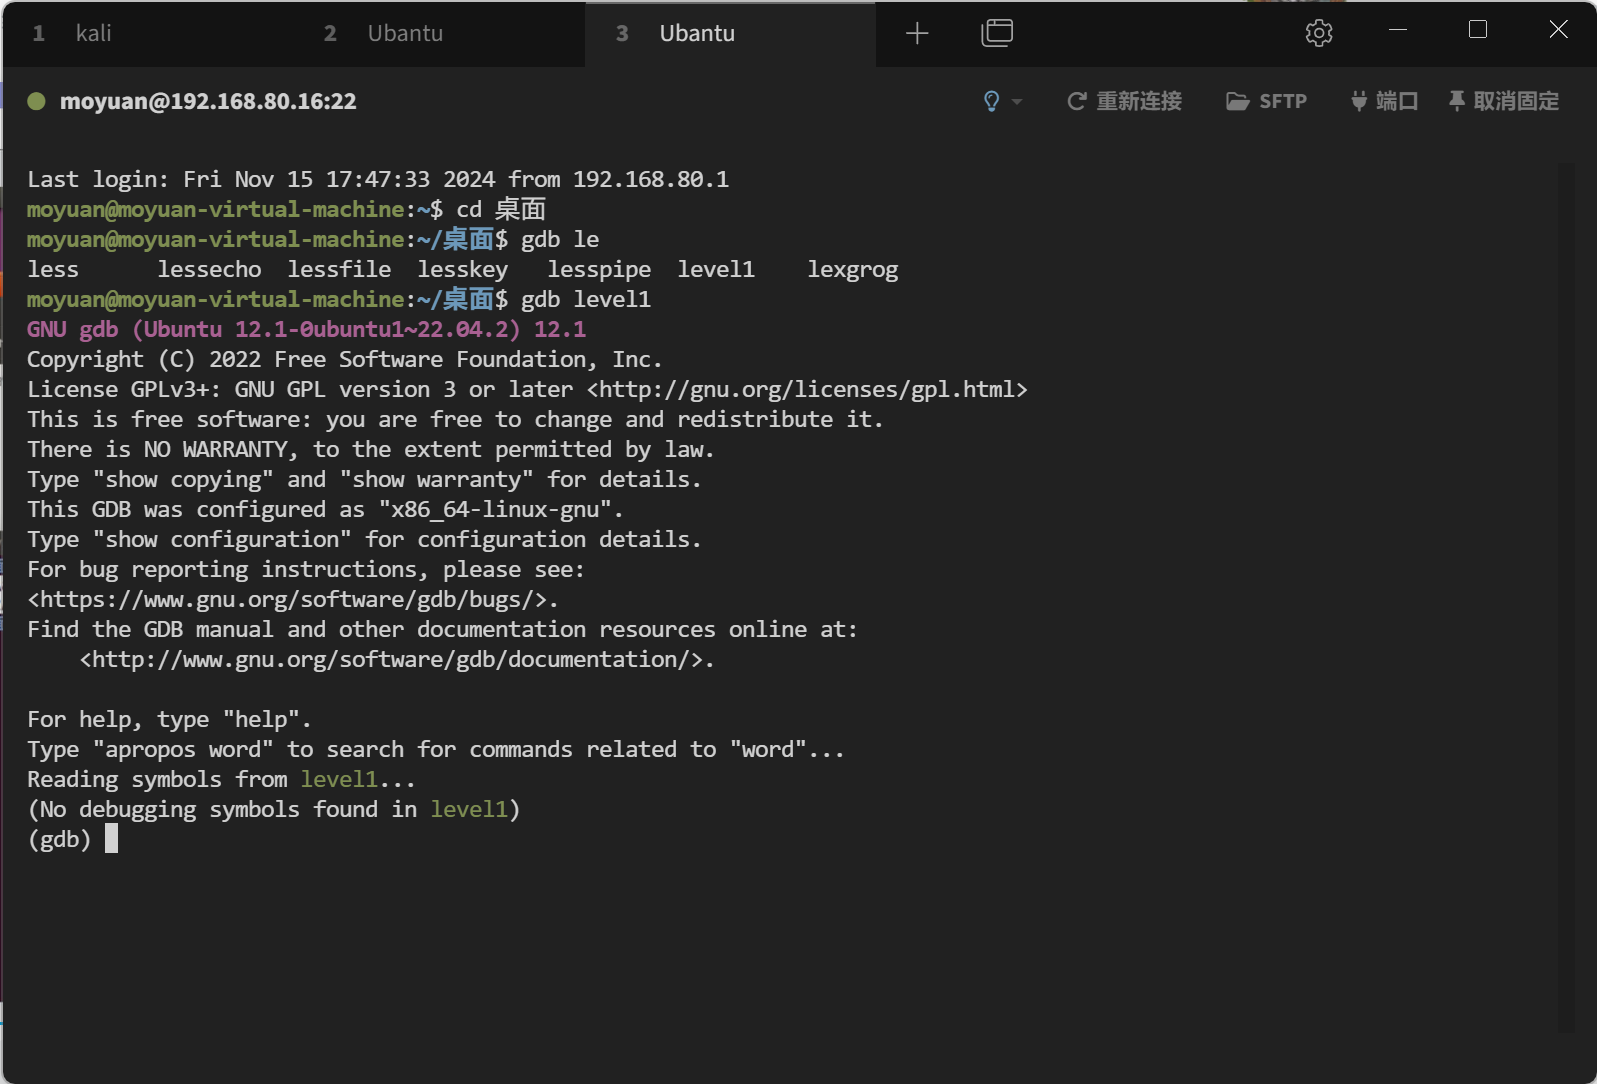 1 kali 2 Ubantu 3 Ubantu
moyuan@192.168.80.16:22 重新连接 SFTP 端口 取消固定
Last login: Fri Nov 15 17:47:33 2024 from 192.168.80.1
moyuan@moyuan-virtual-machine:~$ cd 桌面
moyuan@moyuan-virtual-machine:~/桌面$ gdb le
less lessecho lessfile lesskey lesspipe level1 lexgrog
moyuan@moyuan-virtual-machine:~/桌面$ gdb level1
GNU gdb (Ubuntu 12.1-0ubuntu1~22.04.2) 12.1
Copyright (C) 2022 Free Software Foundation, Inc.
License GPLv3+: GNU GPL version 3 or later <http://gnu.org/licenses/gpl.html>
This is free software: you are free to change and redistribute it.
There is NO WARRANTY, to the extent permitted by law.
Type "show copying" and "show warranty" for details.
This GDB was configured as "x86_64-linux-gnu".
Type "show configuration" for configuration details.
For bug reporting instructions, please see:
<https://www.gnu.org/software/gdb/bugs/>.
Find the GDB manual and other documentation resources online at:
    <http://www.gnu.org/software/gdb/documentation/>.
For help, type "help".
Type "apropos word" to search for commands related to "word"...
Reading symbols from level1...
(No debugging symbols found in level1)
(gdb)